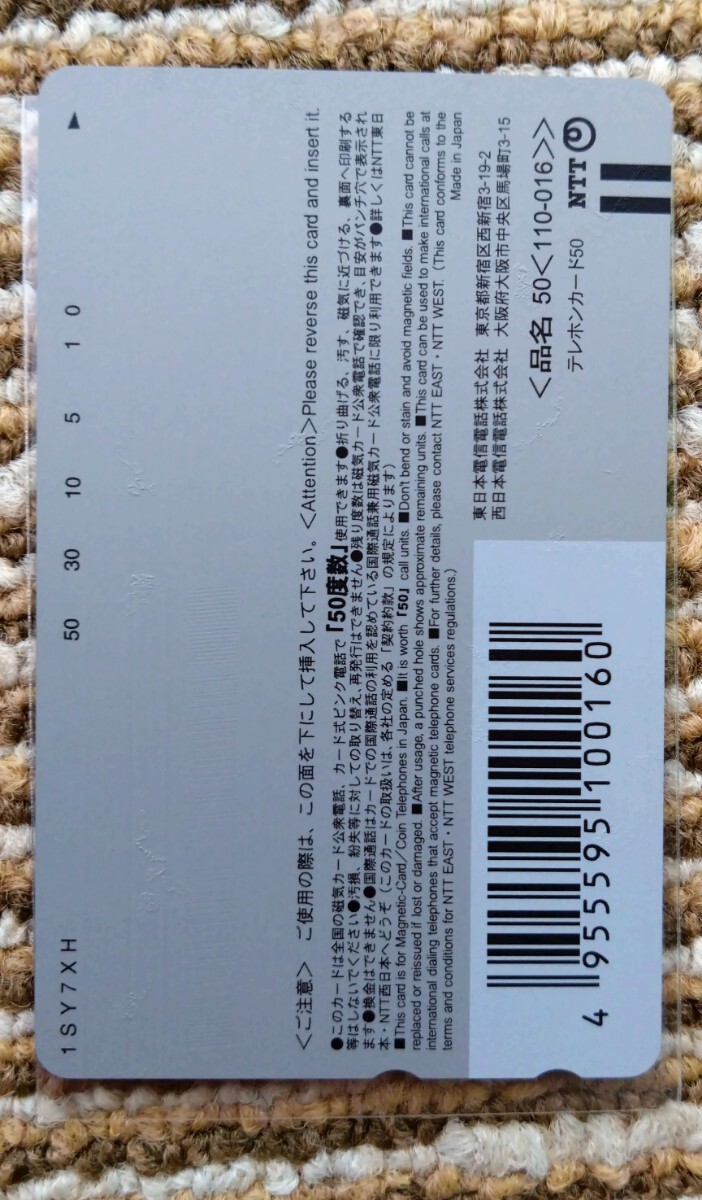 1SY7XH 50 30 10 5 1 0
<ご注意> ご使用の際は、この面を下にして挿入して下さい。<Attention>Please reverse this card and insert it.
●このカードは全国の磁気カード公衆電話、カード式ピンク電話で「50度数」使用できます●折り曲げる、汚す、磁気に近づける、裏面へ印刷する
等はしないでください●汚損、紛失等に対しての取り替え、再発行はできません●残り度数は磁気カード公衆電話で確認でき、目安がパンチ穴で表示され
ます●換金はできません●国際通話はカードでの国際通話の利用を認めている国際通話兼用磁気カード公衆電話に限り利用できます●詳しくはNTT東日
本・NTT西日本へどうぞ（このカードの取扱いは、各社の定める「契約約款」の規定によります）
■This card is for Magnetic-Card/Coin Telephones in Japan. ■It is worth「50」call units. ■Don't bend or stain and avoid magnetic fields. ■This card cannot be
replaced or reissued if lost or damaged. ■After usage, a punched hole shows approximate remaining units. ■This card can be used to make international calls at
international dialing telephones that accept magnetic telephone cards. ■For further details, please contact NTT EAST・NTT WEST. (This card conforms to the
terms and conditions for NTT EAST・NTT WEST telephone services regulations.)
Made in Japan
東日本電信電話株式会社 東京都新宿区西新宿3-19-2
西日本電信電話株式会社 大阪府大阪市中央区馬場町3-15
<品名 50<110-016>>
テレホンカード50 NTT
4 955595 100160